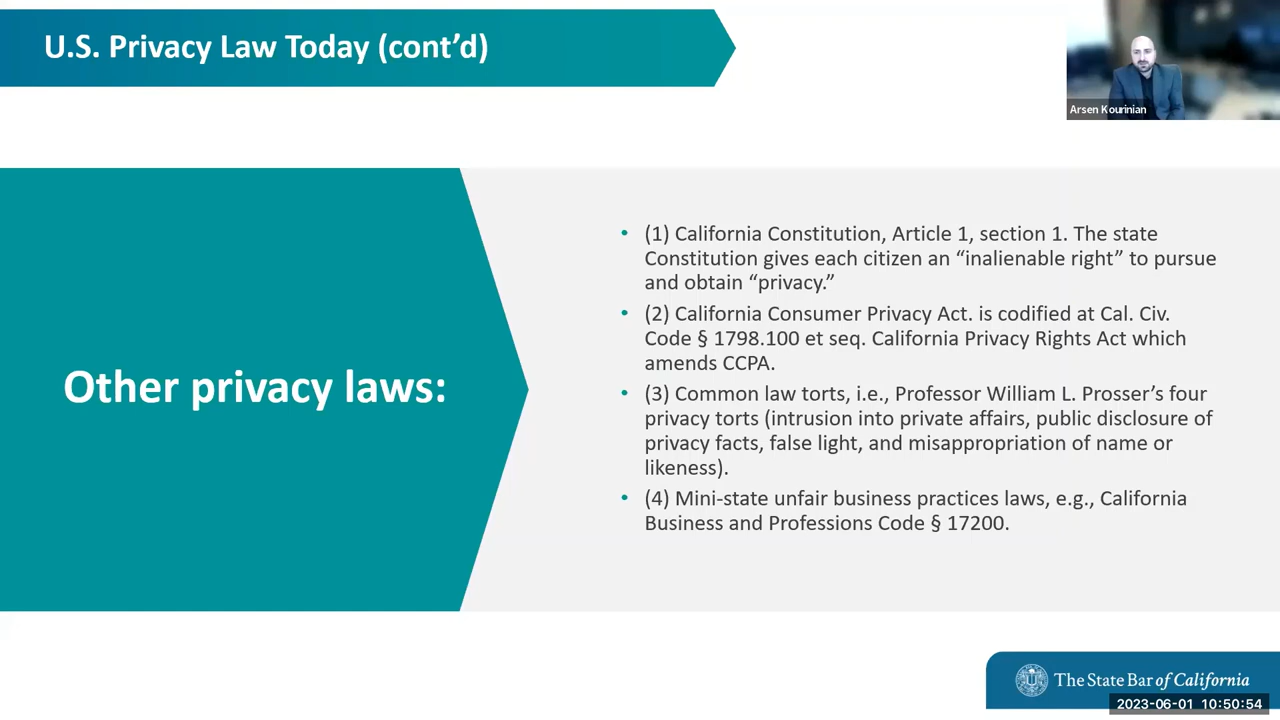 U.S. Privacy Law Today (cont’d)
Arsen Kourinian
Other privacy laws:
• (1) California Constitution, Article 1, section 1. The state
Constitution gives each citizen an “inalienable right” to pursue
and obtain “privacy.”
• (2) California Consumer Privacy Act. is codified at Cal. Civ.
Code § 1798.100 et seq. California Privacy Rights Act which
amends CCPA.
• (3) Common law torts, i.e., Professor William L. Prosser’s four
privacy torts (intrusion into private affairs, public disclosure of
privacy facts, false light, and misappropriation of name or
likeness).
• (4) Mini-state unfair business practices laws, e.g., California
Business and Professions Code § 17200.
The State Bar of California
2023-06-01 10:50:54